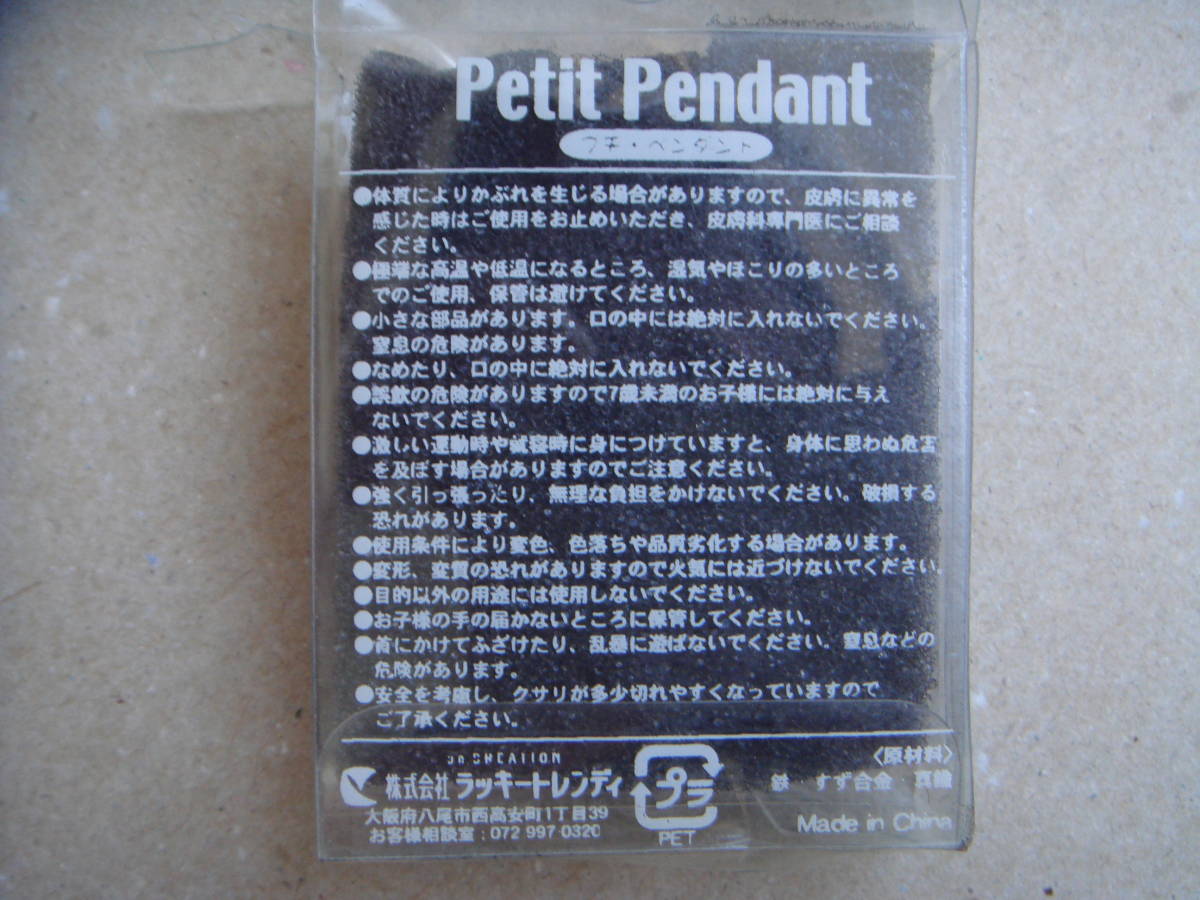 Petit Pendant
プチ・ペンダント
●体質によりかぶれを生じる場合がありますので、皮膚に異常を
感じた時はご使用をお止めいただき、皮膚科専門医にご相談
ください。
●極端な高温や低温になるところ、湿気やほこりの多いところ
でのご使用、保管は避けてください。
●小さな部品があります。口の中には絶対に入れないでください。
窒息の危険があります。
●なめたり、口の中に絶対に入れないでください。
●誤飲の危険がありますので7歳未満のお子様には絶対に与え
ないでください。
●激しい運動時や就寝時に身につけていますと、身体に思わぬ危害
を及ぼす場合がありますのでご注意ください。
●強く引っ張ったり、無理な負担をかけないでください。破損する
恐れがあります。
●使用条件により変色、色落ちや品質劣化する場合があります。
●変形、変質の恐れがありますので火気には近づけないでください。
●目的以外の用途には使用しないでください。
●お子様の手の届かないところに保管してください。
●首にかけてふざけたり、乱暴に遊ばないでください。窒息などの
危険があります。
●安全を考慮し、クサリが多少切れやすくなっていますので
ご了承ください。
CREATION
株式会社 ラッキートレンディ
大阪府八尾市西高安町1丁目39
お客様相談室:072 997 0320
プラ
PET
〈原材料〉
鉄 すず合金 真鍮
Made in China